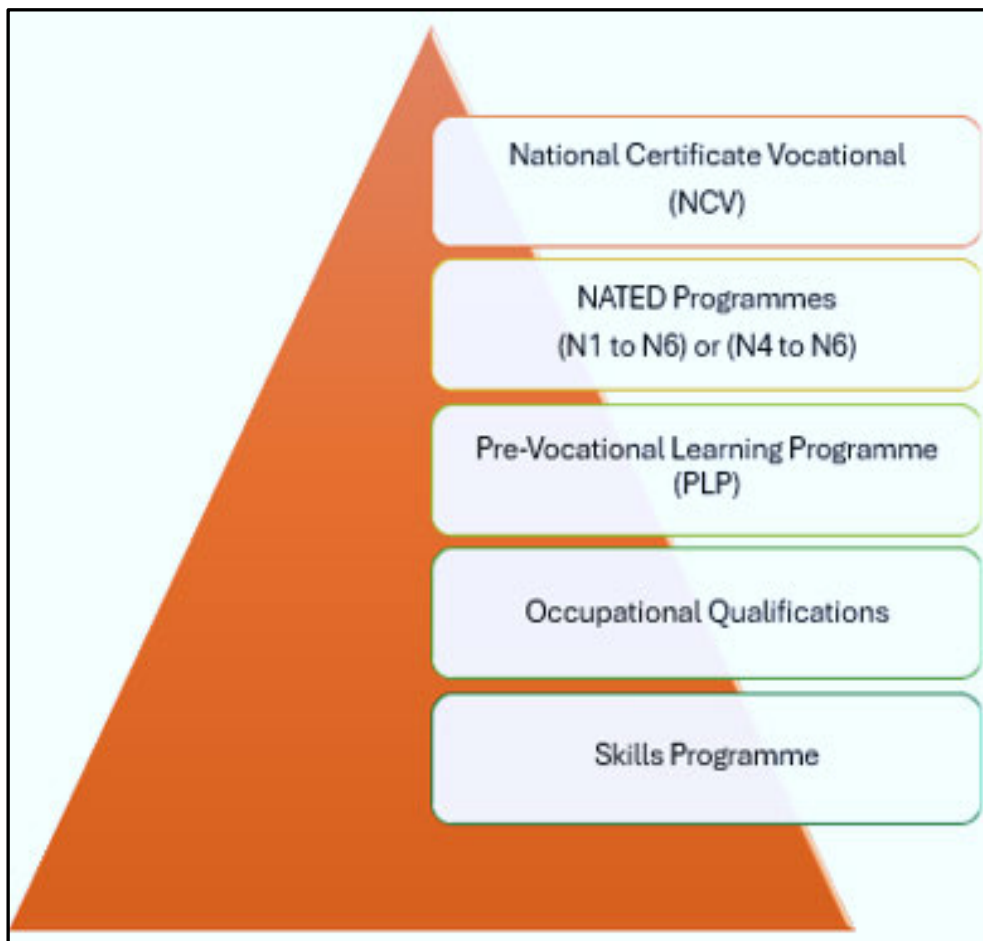 National Certificate Vocational
(NCV)
NATED Programmes
(N1 to N6) or (N4 to N6)
Pre-Vocational Learning Programme
(PLP)
Occupational Qualifications
Skills Programme